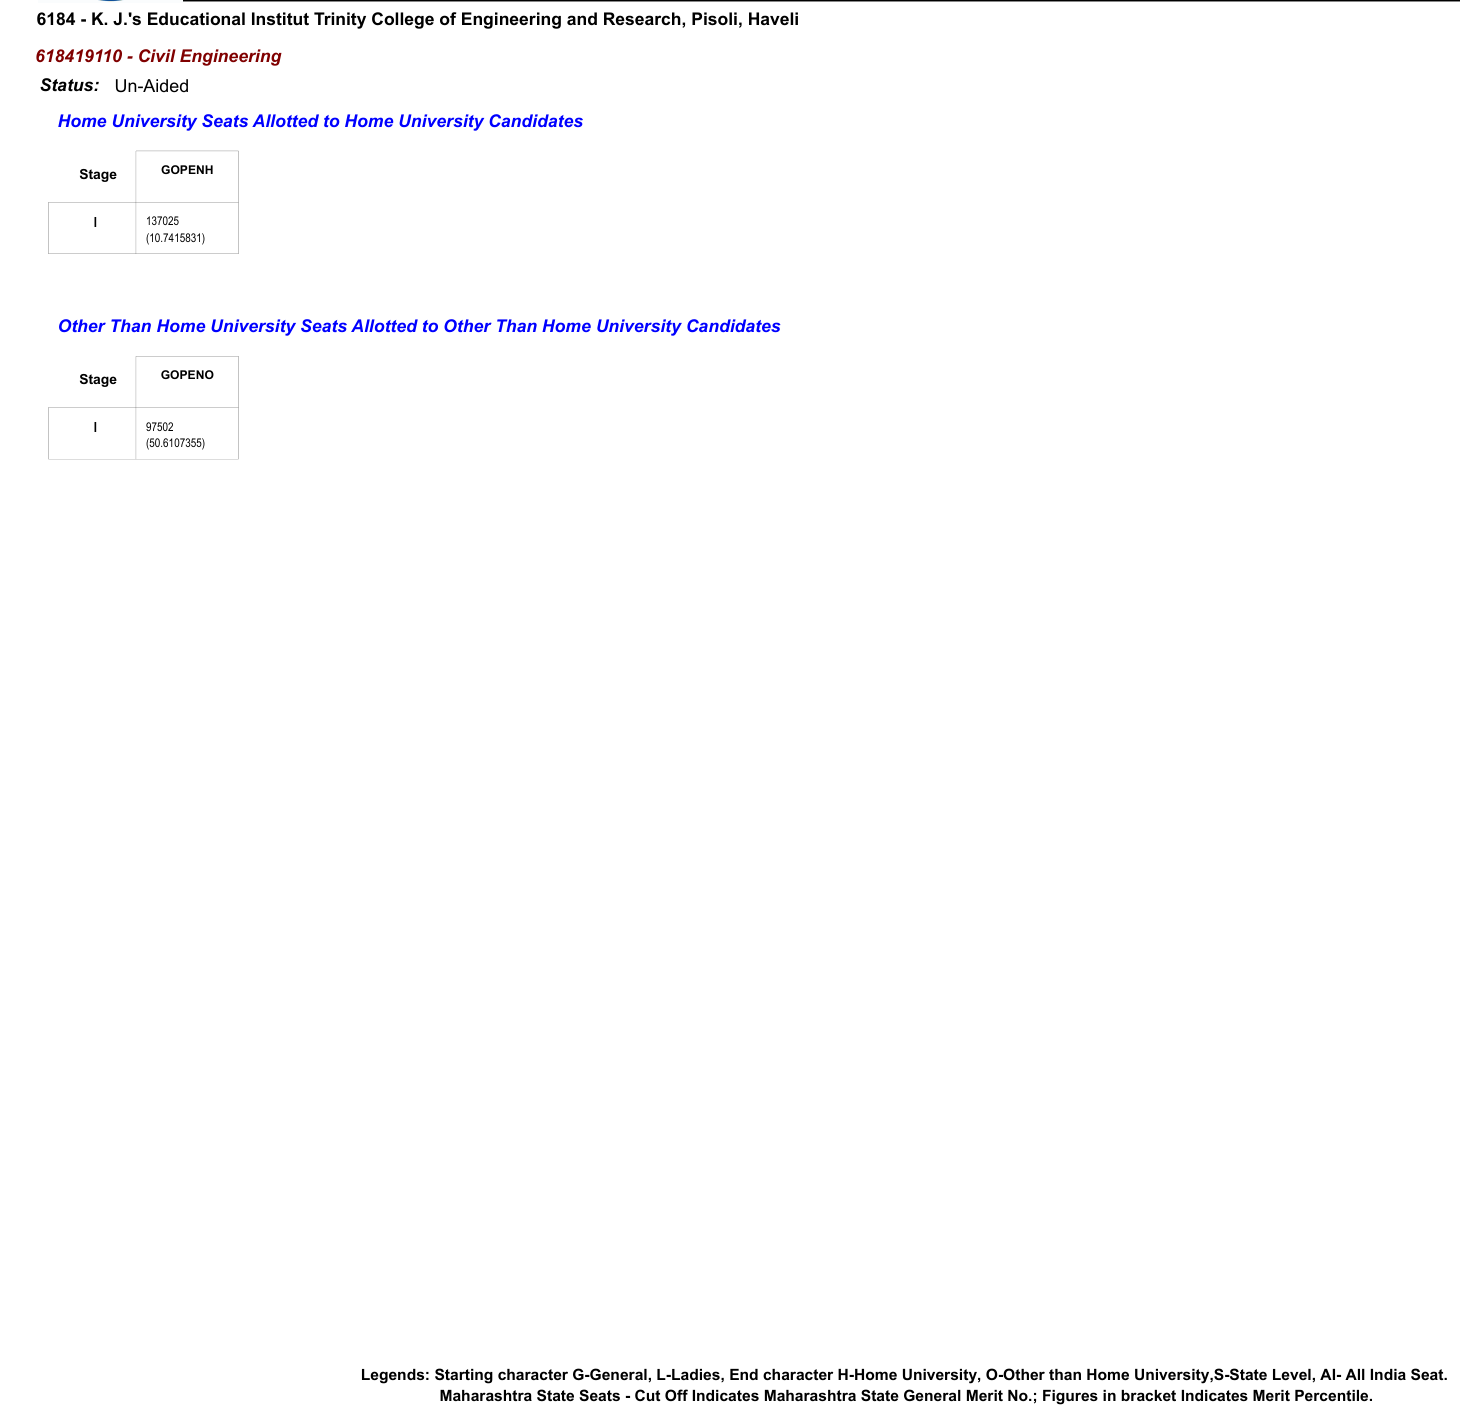 6184 - K. J.'s Educational Institut Trinity College of Engineering and Research, Pisoli, Haveli
618419110 - Civil Engineering
Status: Un-Aided
Home University Seats Allotted to Home University Candidates
Stage GOPENH
I 137025
(10.7415831)
Other Than Home University Seats Allotted to Other Than Home University Candidates
Stage GOPENO
I 97502
(50.6107355)
Legends: Starting character G-General, L-Ladies, End character H-Home University, O-Other than Home University,S-State Level, AI- All India Seat.
Maharashtra State Seats - Cut Off Indicates Maharashtra State General Merit No.; Figures in bracket Indicates Merit Percentile.